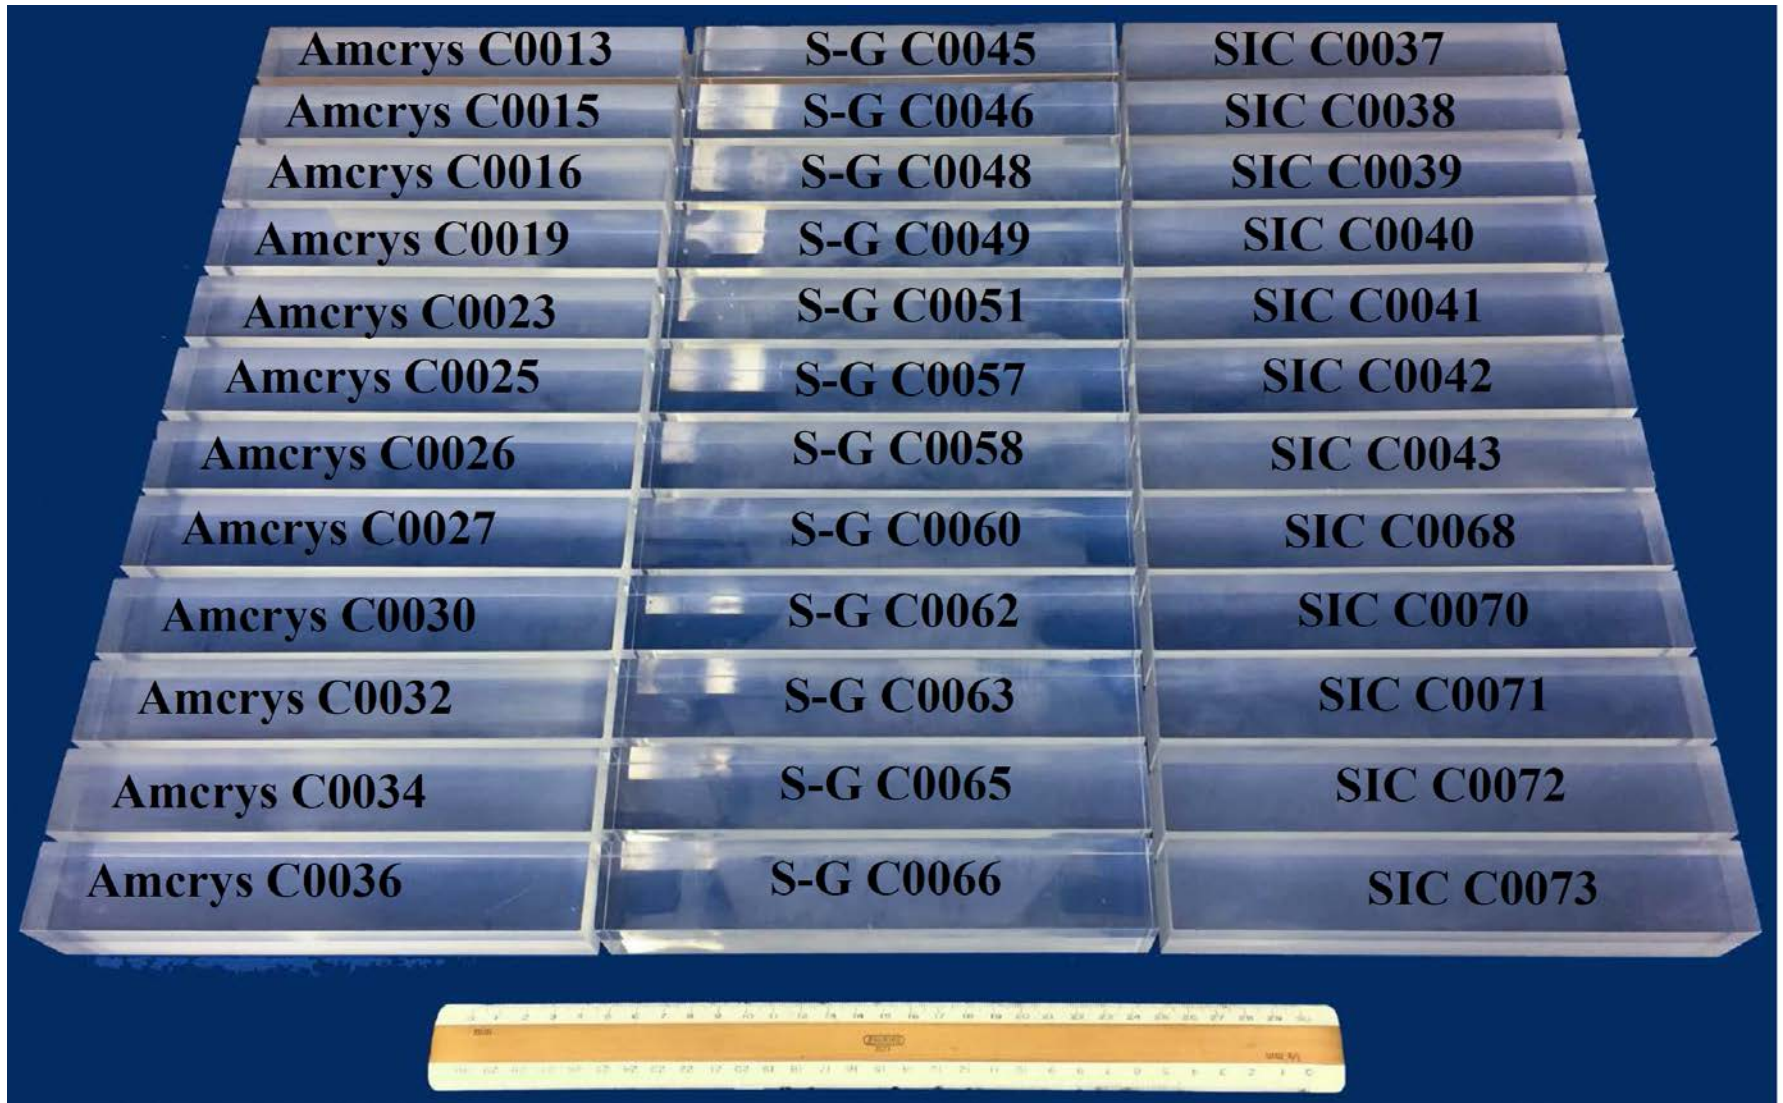 Amcrys C0013 S-G C0045 SIC C0037
Amcrys C0015 S-G C0046 SIC C0038
Amcrys C0016 S-G C0048 SIC C0039
Amcrys C0019 S-G C0049 SIC C0040
Amcrys C0023 S-G C0051 SIC C0041
Amcrys C0025 S-G C0057 SIC C0042
Amcrys C0026 S-G C0058 SIC C0043
Amcrys C0027 S-G C0060 SIC C0068
Amcrys C0030 S-G C0062 SIC C0070
Amcrys C0032 S-G C0063 SIC C0071
Amcrys C0034 S-G C0065 SIC C0072
Amcrys C0036 S-G C0066 SIC C0073